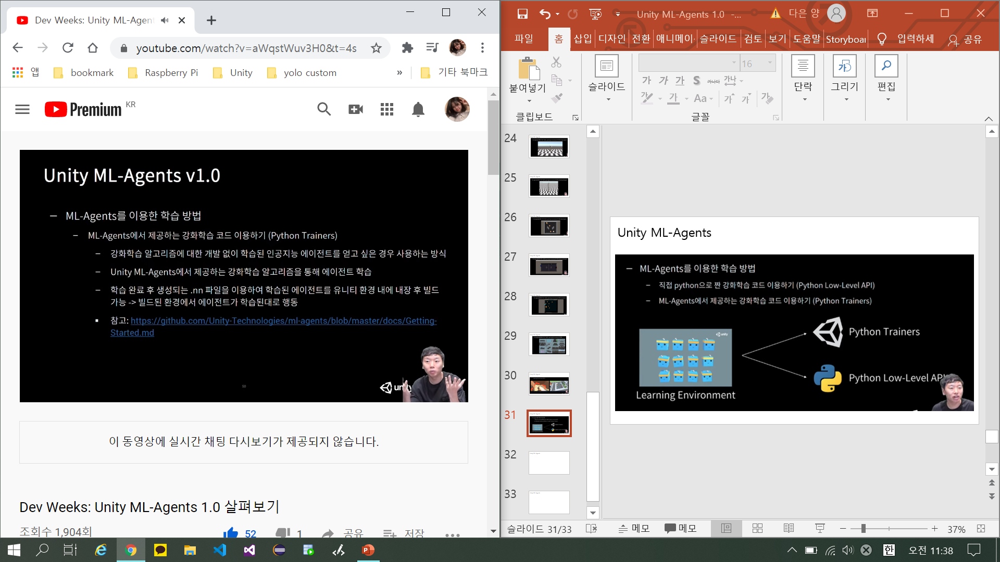 Dev Weeks: Unity ML-Agent
youtube.com/watch?v=aWqstWuv3H0&t=4s
앱
bookmark
Raspberry Pi
Unity
yolo custom
»
기타 북마크
Premium KR
Unity ML-Agents v1.0
– ML-Agents를 이용한 학습 방법
– ML-Agents에서 제공하는 강화학습 코드 이용하기 (Python Trainers)
– 강화학습 알고리즘에 대한 개발 없이 학습된 인공지능 에이전트를 얻고 싶은 경우 사용하는 방식
– Unity ML-Agents에서 제공하는 강화학습 알고리즘을 통해 에이전트 학습
– 학습 완료 후 생성되는 .nn 파일을 이용하여 학습된 에이전트를 유니티 환경 내에 내장 후 빌드
가능 -> 빌드된 환경에서 에이전트가 학습된대로 행동
▪ 참고: https://github.com/Unity-Technologies/ml-agents/blob/master/docs/Getting-
Started.md
50
이 동영상에 실시간 채팅 다시보기가 제공되지 않습니다.
Dev Weeks: Unity ML-Agents 1.0 살펴보기
조회수 1,904회
52
1
공유
저장
Unity ML-Agents 1.0 -...
다은 양
파일
홈
삽입
디자인
전환
애니메이
슬라이드
검토
보기
도움말
Storyboar
입력하세
공유
붙여넣기
클립보드
슬라이드
16
가 가 가 S 가나다 간나
가 가 Aa 가 가 가
글꼴
단락
그리기
편집
24
25
26
27
28
29
30
31
32
33
Unity ML-Agents
– ML-Agents를 이용한 학습 방법
– 직접 python으로 짠 강화학습 코드 이용하기 (Python Low-Level API)
– ML-Agents에서 제공하는 강화학습 코드 이용하기 (Python Trainers)
unity
Python Trainers
Python Low-Level AP
Learning Environment
슬라이드 31/33
메모
메모
37%
한
오전 11:38